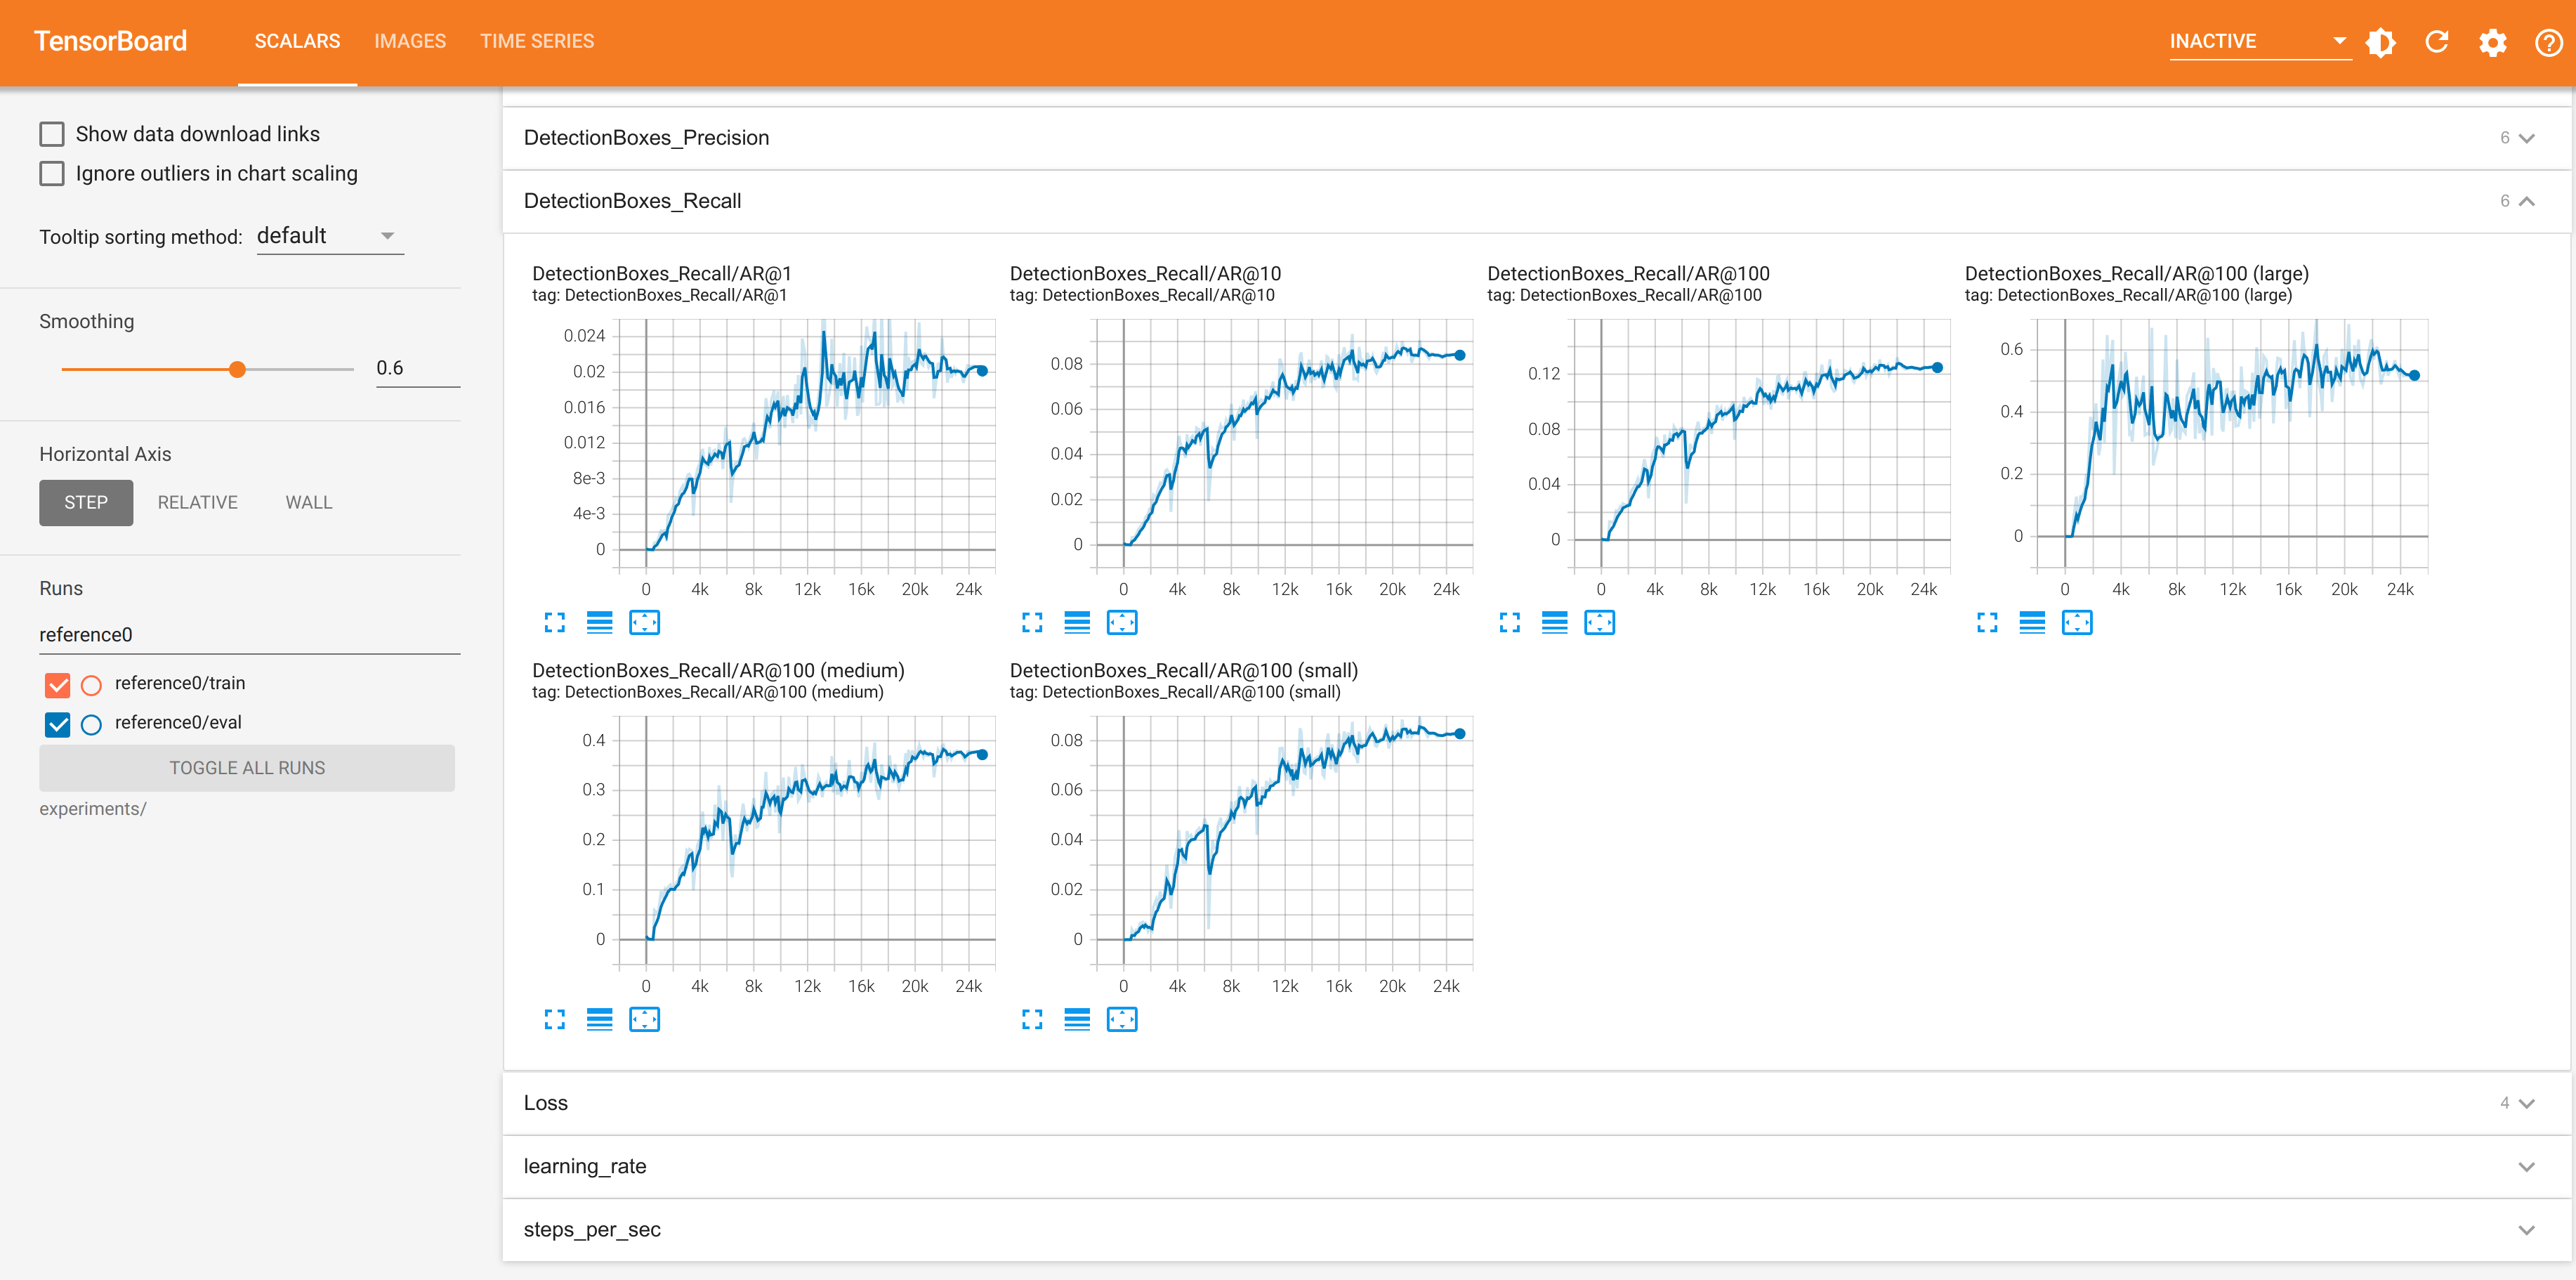 TensorBoard SCALARS IMAGES TIME SERIES INACTIVE
Show data download links
Ignore outliers in chart scaling
Tooltip sorting method: default
Smoothing
0.6
Horizontal Axis
STEP RELATIVE WALL
Runs
reference0
reference0/train
reference0/eval
TOGGLE ALL RUNS
experiments/
DetectionBoxes_Precision 6
DetectionBoxes_Recall 6
DetectionBoxes_Recall/AR@1
tag: DetectionBoxes_Recall/AR@1
0.024
0.02
0.016
0.012
8e-3
4e-3
0
0 4k 8k 12k 16k 20k 24k
DetectionBoxes_Recall/AR@10
tag: DetectionBoxes_Recall/AR@10
0.08
0.06
0.04
0.02
0
0 4k 8k 12k 16k 20k 24k
DetectionBoxes_Recall/AR@100
tag: DetectionBoxes_Recall/AR@100
0.12
0.08
0.04
0
0 4k 8k 12k 16k 20k 24k
DetectionBoxes_Recall/AR@100 (large)
tag: DetectionBoxes_Recall/AR@100 (large)
0.6
0.4
0.2
0
0 4k 8k 12k 16k 20k 24k
DetectionBoxes_Recall/AR@100 (medium)
tag: DetectionBoxes_Recall/AR@100 (medium)
0.4
0.3
0.2
0.1
0
0 4k 8k 12k 16k 20k 24k
DetectionBoxes_Recall/AR@100 (small)
tag: DetectionBoxes_Recall/AR@100 (small)
0.08
0.06
0.04
0.02
0
0 4k 8k 12k 16k 20k 24k
Loss 4
learning_rate
steps_per_sec